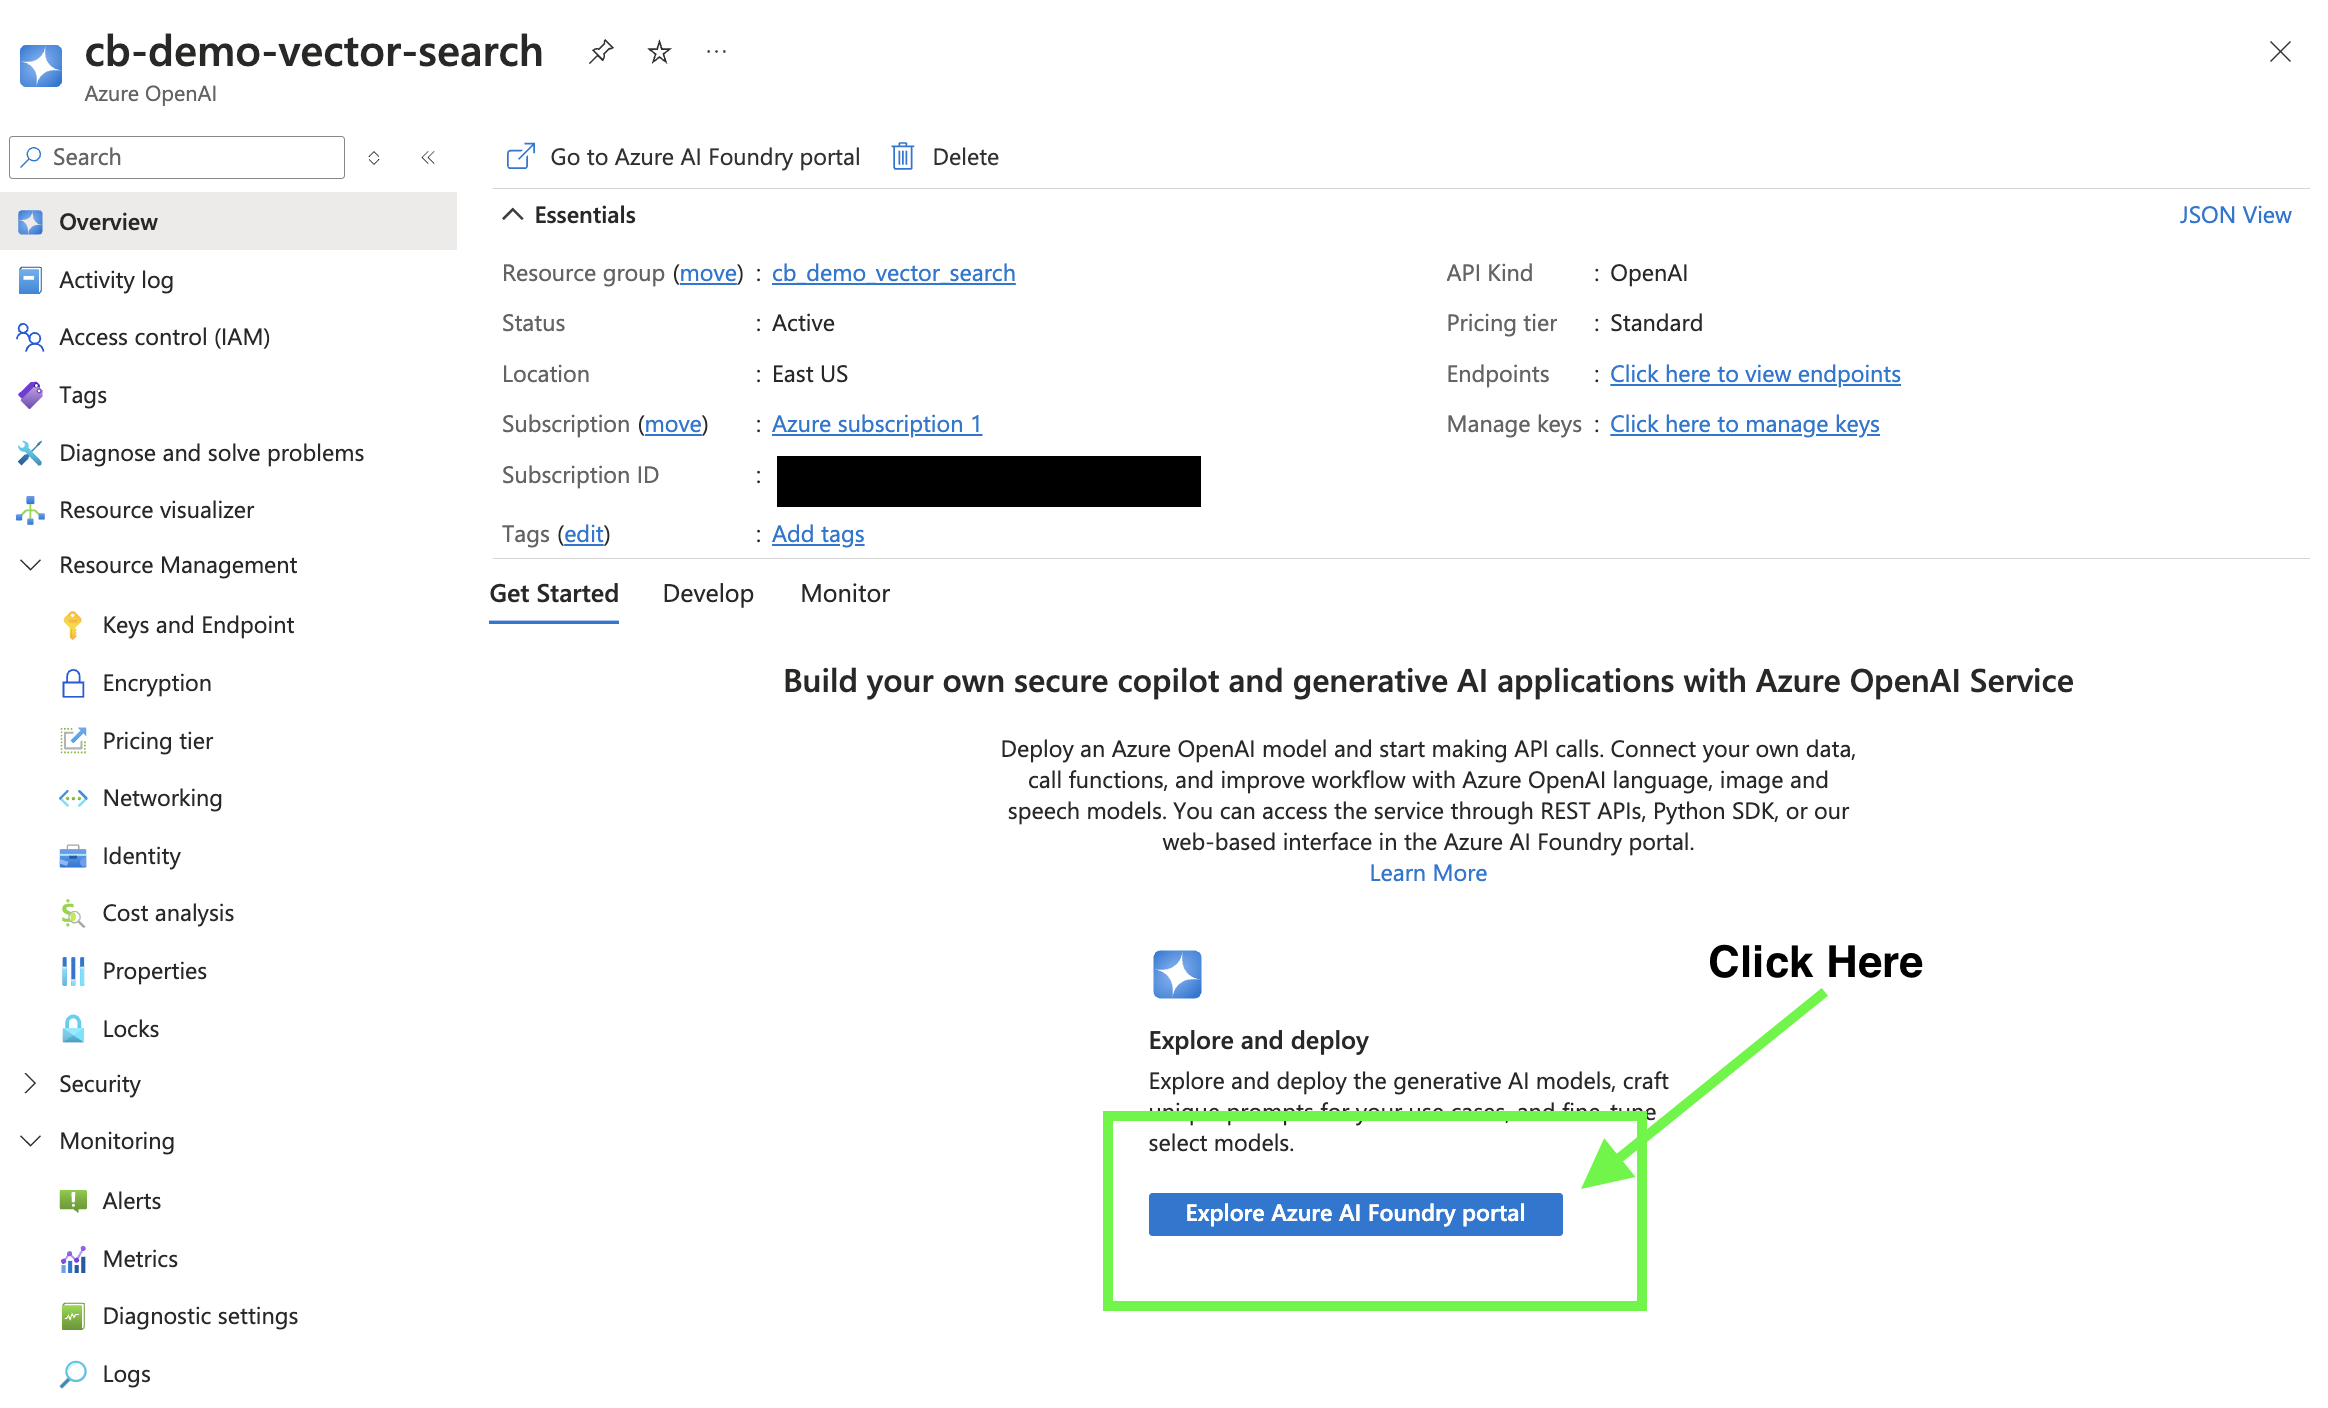 cb-demo-vector-search
Azure OpenAI
Search
Go to Azure AI Foundry portal
Delete
Overview
Activity log
Access control (IAM)
Tags
Diagnose and solve problems
Resource visualizer
Resource Management
Keys and Endpoint
Encryption
Pricing tier
Networking
Identity
Cost analysis
Properties
Locks
Security
Monitoring
Alerts
Metrics
Diagnostic settings
Logs
Essentials
JSON View
Resource group (move) : cb_demo_vector_search
Status : Active
Location : East US
Subscription (move) : Azure subscription 1
Subscription ID :
Tags (edit) : Add tags
API Kind : OpenAI
Pricing tier : Standard
Endpoints : Click here to view endpoints
Manage keys : Click here to manage keys
Get Started
Develop
Monitor
Build your own secure copilot and generative AI applications with Azure OpenAI Service
Deploy an Azure OpenAI model and start making API calls. Connect your own data,
call functions, and improve workflow with Azure OpenAI language, image and
speech models. You can access the service through REST APIs, Python SDK, or our
web-based interface in the Azure AI Foundry portal.
Learn More
Click Here
Explore and deploy
Explore and deploy the generative AI models, craft
unique prompts for your use cases, and fine-tune
select models.
Explore Azure AI Foundry portal